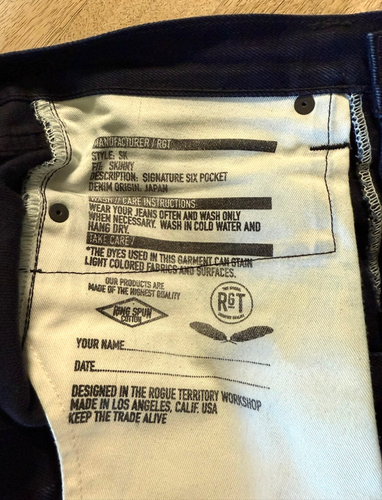 MANUFACTURER / RGT
STYLE: SK
FIT: SKINNY
DESCRIPTION: SIGNATURE SIX POCKET
DENIM ORIGIN: JAPAN
WASH // CARE INSTRUCTIONS:
WEAR YOUR JEANS OFTEN AND WASH ONLY
WHEN NECESSARY. WASH IN COLD WATER AND
HANG DRY.
TAKE CARE /
*THE DYES USED IN THIS GARMENT CAN STAIN
LIGHT COLORED FABRICS AND SURFACES.
OUR PRODUCTS ARE
MADE OF THE HIGHEST QUALITY
RING SPUN
COTTON
RGT
YOUR NAME
DATE
DESIGNED IN THE ROGUE TERRITORY WORKSHOP
MADE IN LOS ANGELES, CALIF. USA
KEEP THE TRADE ALIVE